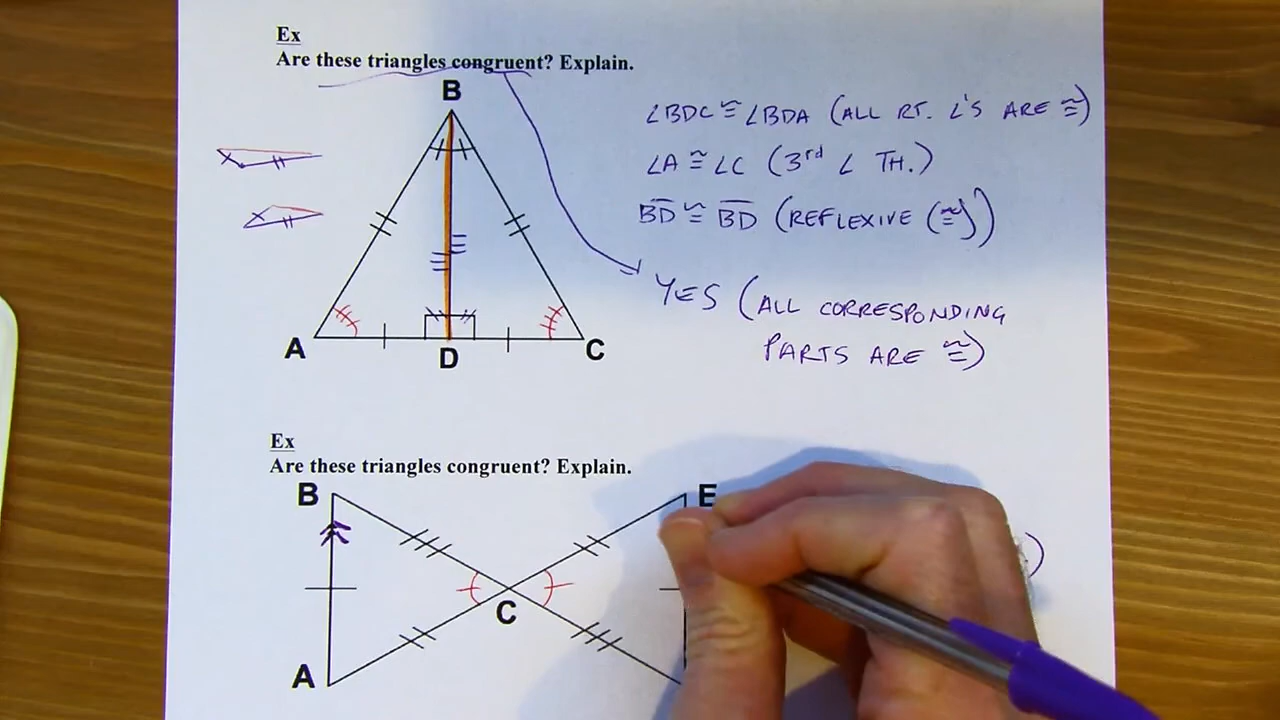 Ex
Are these triangles congruent? Explain.
B
A
D
C
∠BDC ≅ ∠BDA (ALL RT. ∠'S ARE ≅)
∠A ≅ ∠C (3rd ∠ TH.)
BD ≅ BD (REFLEXIVE (≅))
YES (ALL CORRESPONDING
PARTS ARE ≅)
Ex
Are these triangles congruent? Explain.
B
E
C
A
)